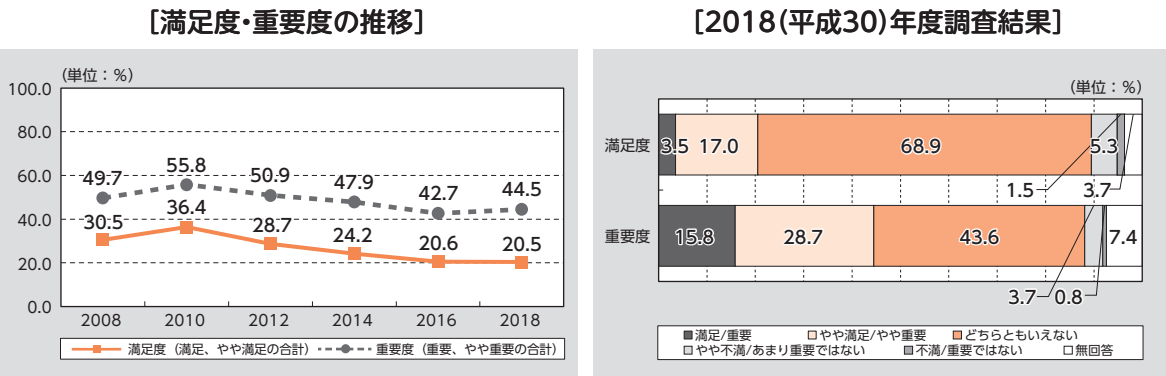 [満足度・重要度の推移]
(単位:%)
100.0
80.0
60.0
40.0
20.0
0.0
49.7 55.8 50.9 47.9 42.7 44.5
30.5 36.4 28.7 24.2 20.6 20.5
2008 2010 2012 2014 2016 2018
満足度(満足、やや満足の合計) 重要度(重要、やや重要の合計)
[2018(平成30)年度調査結果]
(単位:%)
満足度 3.5 17.0 68.9 5.3
1.5 3.7
重要度 15.8 28.7 43.6 7.4
3.7 0.8
満足/重要 やや満足/やや重要 どちらともいえない
やや不満/あまり重要ではない 不満/重要ではない 無回答